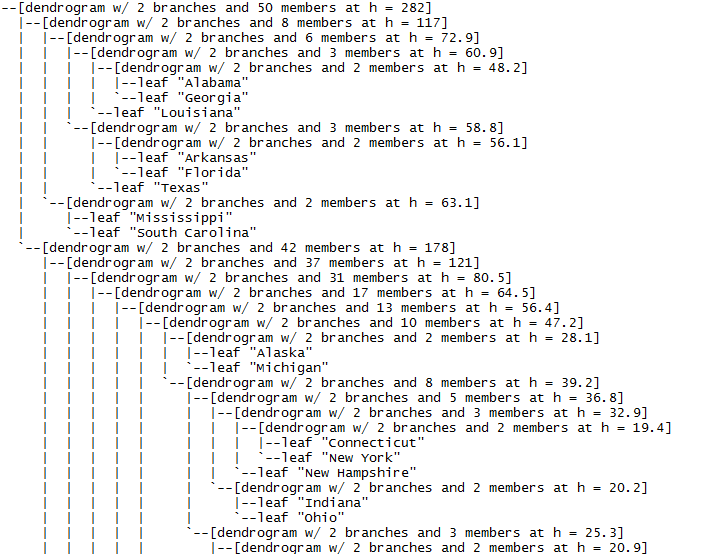 --[dendrogram w/ 2 branches and 50 members at h = 282]
  |--[dendrogram w/ 2 branches and 8 members at h = 117]
  |  |--[dendrogram w/ 2 branches and 6 members at h = 72.9]
  |  |  |--[dendrogram w/ 2 branches and 3 members at h = 60.9]
  |  |  |  |--[dendrogram w/ 2 branches and 2 members at h = 48.2]
  |  |  |  |  |--leaf "Alabama"
  |  |  |  |  `--leaf "Georgia"
  |  |  |  `--leaf "Louisiana"
  |  |  `--[dendrogram w/ 2 branches and 3 members at h = 58.8]
  |  |     |--[dendrogram w/ 2 branches and 2 members at h = 56.1]
  |  |     |  |--leaf "Arkansas"
  |  |     |  `--leaf "Florida"
  |  |     `--leaf "Texas"
  |  `--[dendrogram w/ 2 branches and 2 members at h = 63.1]
  |     |--leaf "Mississippi"
  |     `--leaf "South Carolina"
  `--[dendrogram w/ 2 branches and 42 members at h = 178]
     |--[dendrogram w/ 2 branches and 37 members at h = 121]
     |  |--[dendrogram w/ 2 branches and 31 members at h = 80.5]
     |  |  |--[dendrogram w/ 2 branches and 17 members at h = 64.5]
     |  |  |  |--[dendrogram w/ 2 branches and 13 members at h = 56.4]
     |  |  |  |  |--[dendrogram w/ 2 branches and 10 members at h = 47.2]
     |  |  |  |  |  |--[dendrogram w/ 2 branches and 2 members at h = 28.1]
     |  |  |  |  |  |  |--leaf "Alaska"
     |  |  |  |  |  |  `--leaf "Michigan"
     |  |  |  |  |  `--[dendrogram w/ 2 branches and 8 members at h = 39.2]
     |  |  |  |  |     |--[dendrogram w/ 2 branches and 5 members at h = 36.8]
     |  |  |  |  |     |  |--[dendrogram w/ 2 branches and 3 members at h = 32.9]
     |  |  |  |  |     |  |  |--[dendrogram w/ 2 branches and 2 members at h = 19.4]
     |  |  |  |  |     |  |  |  |--leaf "Connecticut"
     |  |  |  |  |     |  |  |  `--leaf "New York"
     |  |  |  |  |     |  |  `--leaf "New Hampshire"
     |  |  |  |  |     |  `--[dendrogram w/ 2 branches and 2 members at h = 20.2]
     |  |  |  |  |     |     |--leaf "Indiana"
     |  |  |  |  |     |     `--leaf "Ohio"
     |  |  |  |  |     `--[dendrogram w/ 2 branches and 3 members at h = 25.3]
     |  |  |  |  |        |--[dendrogram w/ 2 branches and 2 members at h = 20.9]